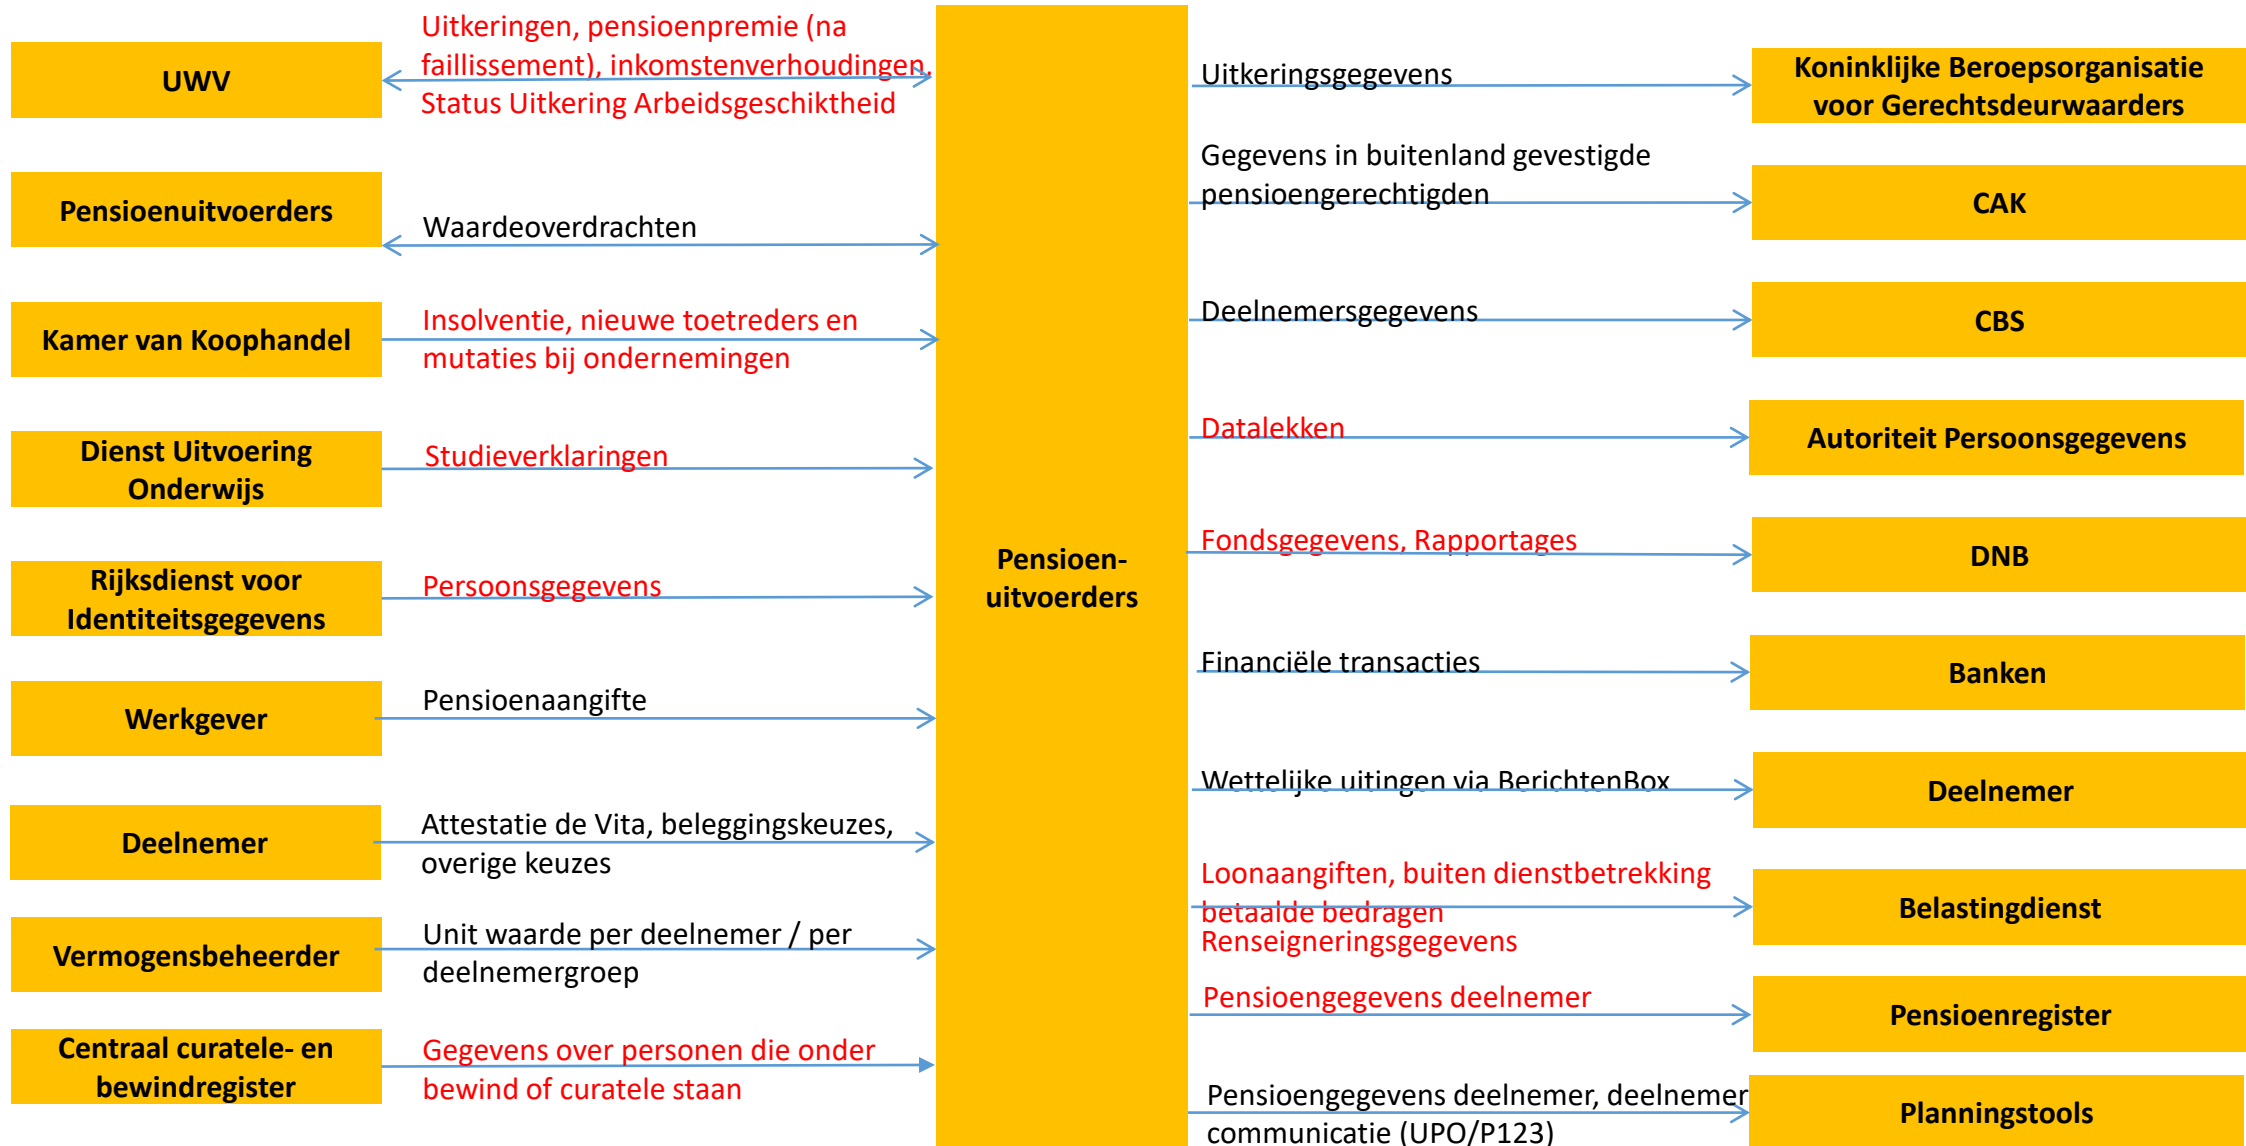 UWV
Uitkeringen, pensioenpremie (na
faillissement), inkomstenverhoudingen,
Status Uitkering Arbeidsgeschiktheid
Pensioenuitvoerders
Waardeoverdrachten
Kamer van Koophandel
Insolventie, nieuwe toetreders en
mutaties bij ondernemingen
Dienst Uitvoering
Onderwijs
Studieverklaringen
Rijksdienst voor
Identiteitsgegevens
Persoonsgegevens
Werkgever
Pensioenaangifte
Deelnemer
Attestatie de Vita, beleggingskeuzes,
overige keuzes
Vermogensbeheerder
Unit waarde per deelnemer / per
deelnemergroep
Centraal curatele- en
bewindregister
Gegevens over personen die onder
bewind of curatele staan
Pensioen-
uitvoerders
Uitkeringsgegevens
Koninklijke Beroepsorganisatie
voor Gerechtsdeurwaarders
Gegevens in buitenland gevestigde
pensioengerechtigden
CAK
Deelnemersgegevens
CBS
Datalekken
Autoriteit Persoonsgegevens
Fondsgegevens, Rapportages
DNB
Financiële transacties
Banken
Wettelijke uitingen via BerichtenBox
Deelnemer
Loonaangiften, buiten dienstbetrekking
betaalde bedragen
Renseigneringsgegevens
Belastingdienst
Pensioengegevens deelnemer
Pensioenregister
Pensioengegevens deelnemer, deelnemer
communicatie (UPO/P123)
Planningstools